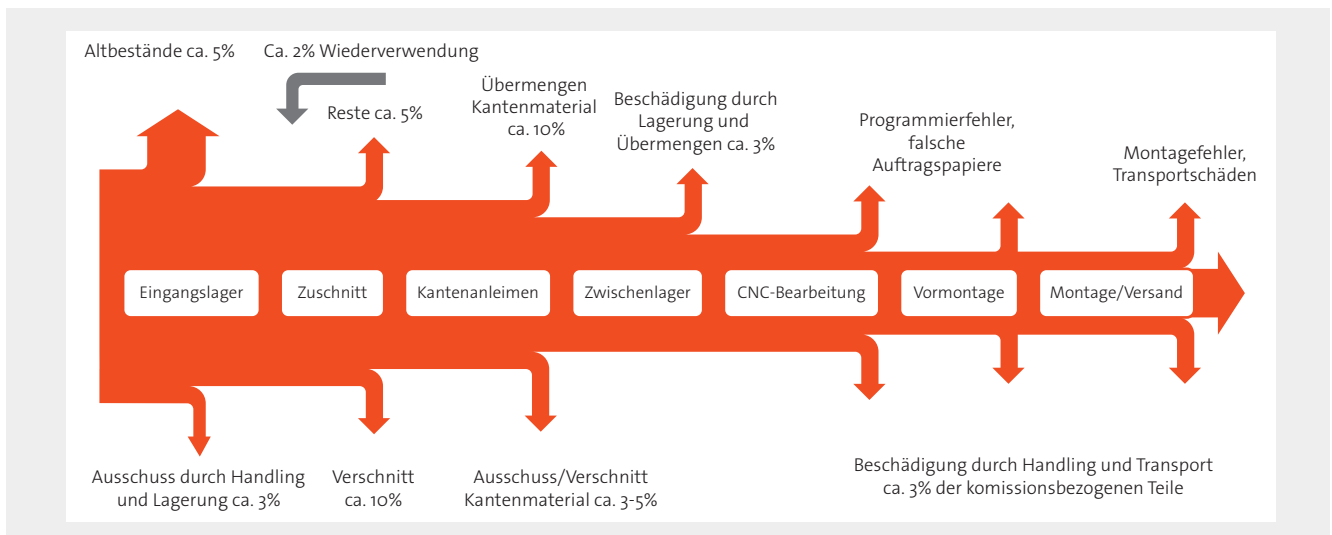 Altbestände ca. 5%
Ca. 2% Wiederverwendung
Reste ca. 5%
Übermengen
Kantenmaterial
ca. 10%
Beschädigung durch
Lagerung und
Übermengen ca. 3%
Programmierfehler,
falsche
Auftragspapiere
Montagefehler,
Transportschäden
Eingangslager
Zuschnitt
Kantenanleimen
Zwischenlager
CNC-Bearbeitung
Vormontage
Montage/Versand
Ausschuss durch Handling
und Lagerung ca. 3%
Verschnitt
ca. 10%
Ausschuss/Verschnitt
Kantenmaterial ca. 3-5%
Beschädigung durch Handling und Transport
ca. 3% der komissionsbezogenen Teile